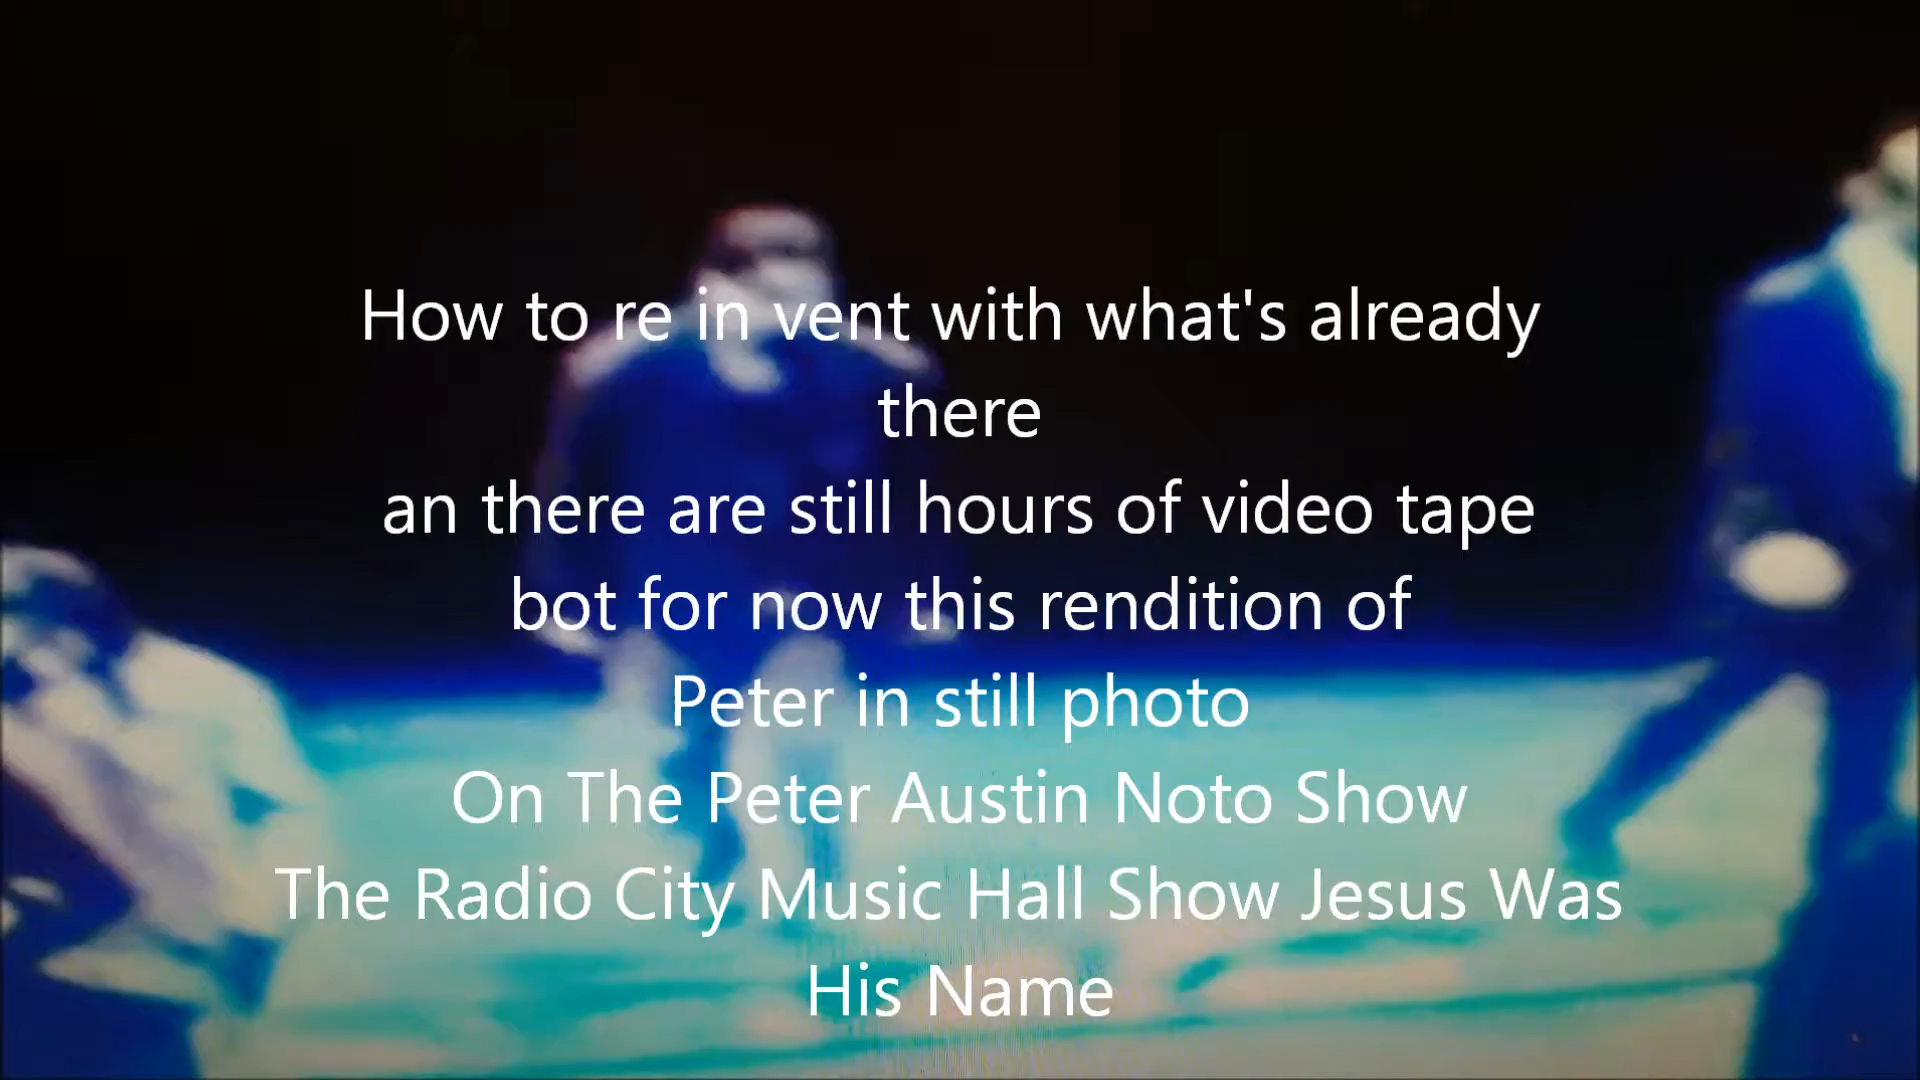 How to re in vent with what's already
there
an there are still hours of video tape
bot for now this rendition of
Peter in still photo
On The Peter Austin Noto Show
The Radio City Music Hall Show Jesus Was
His Name